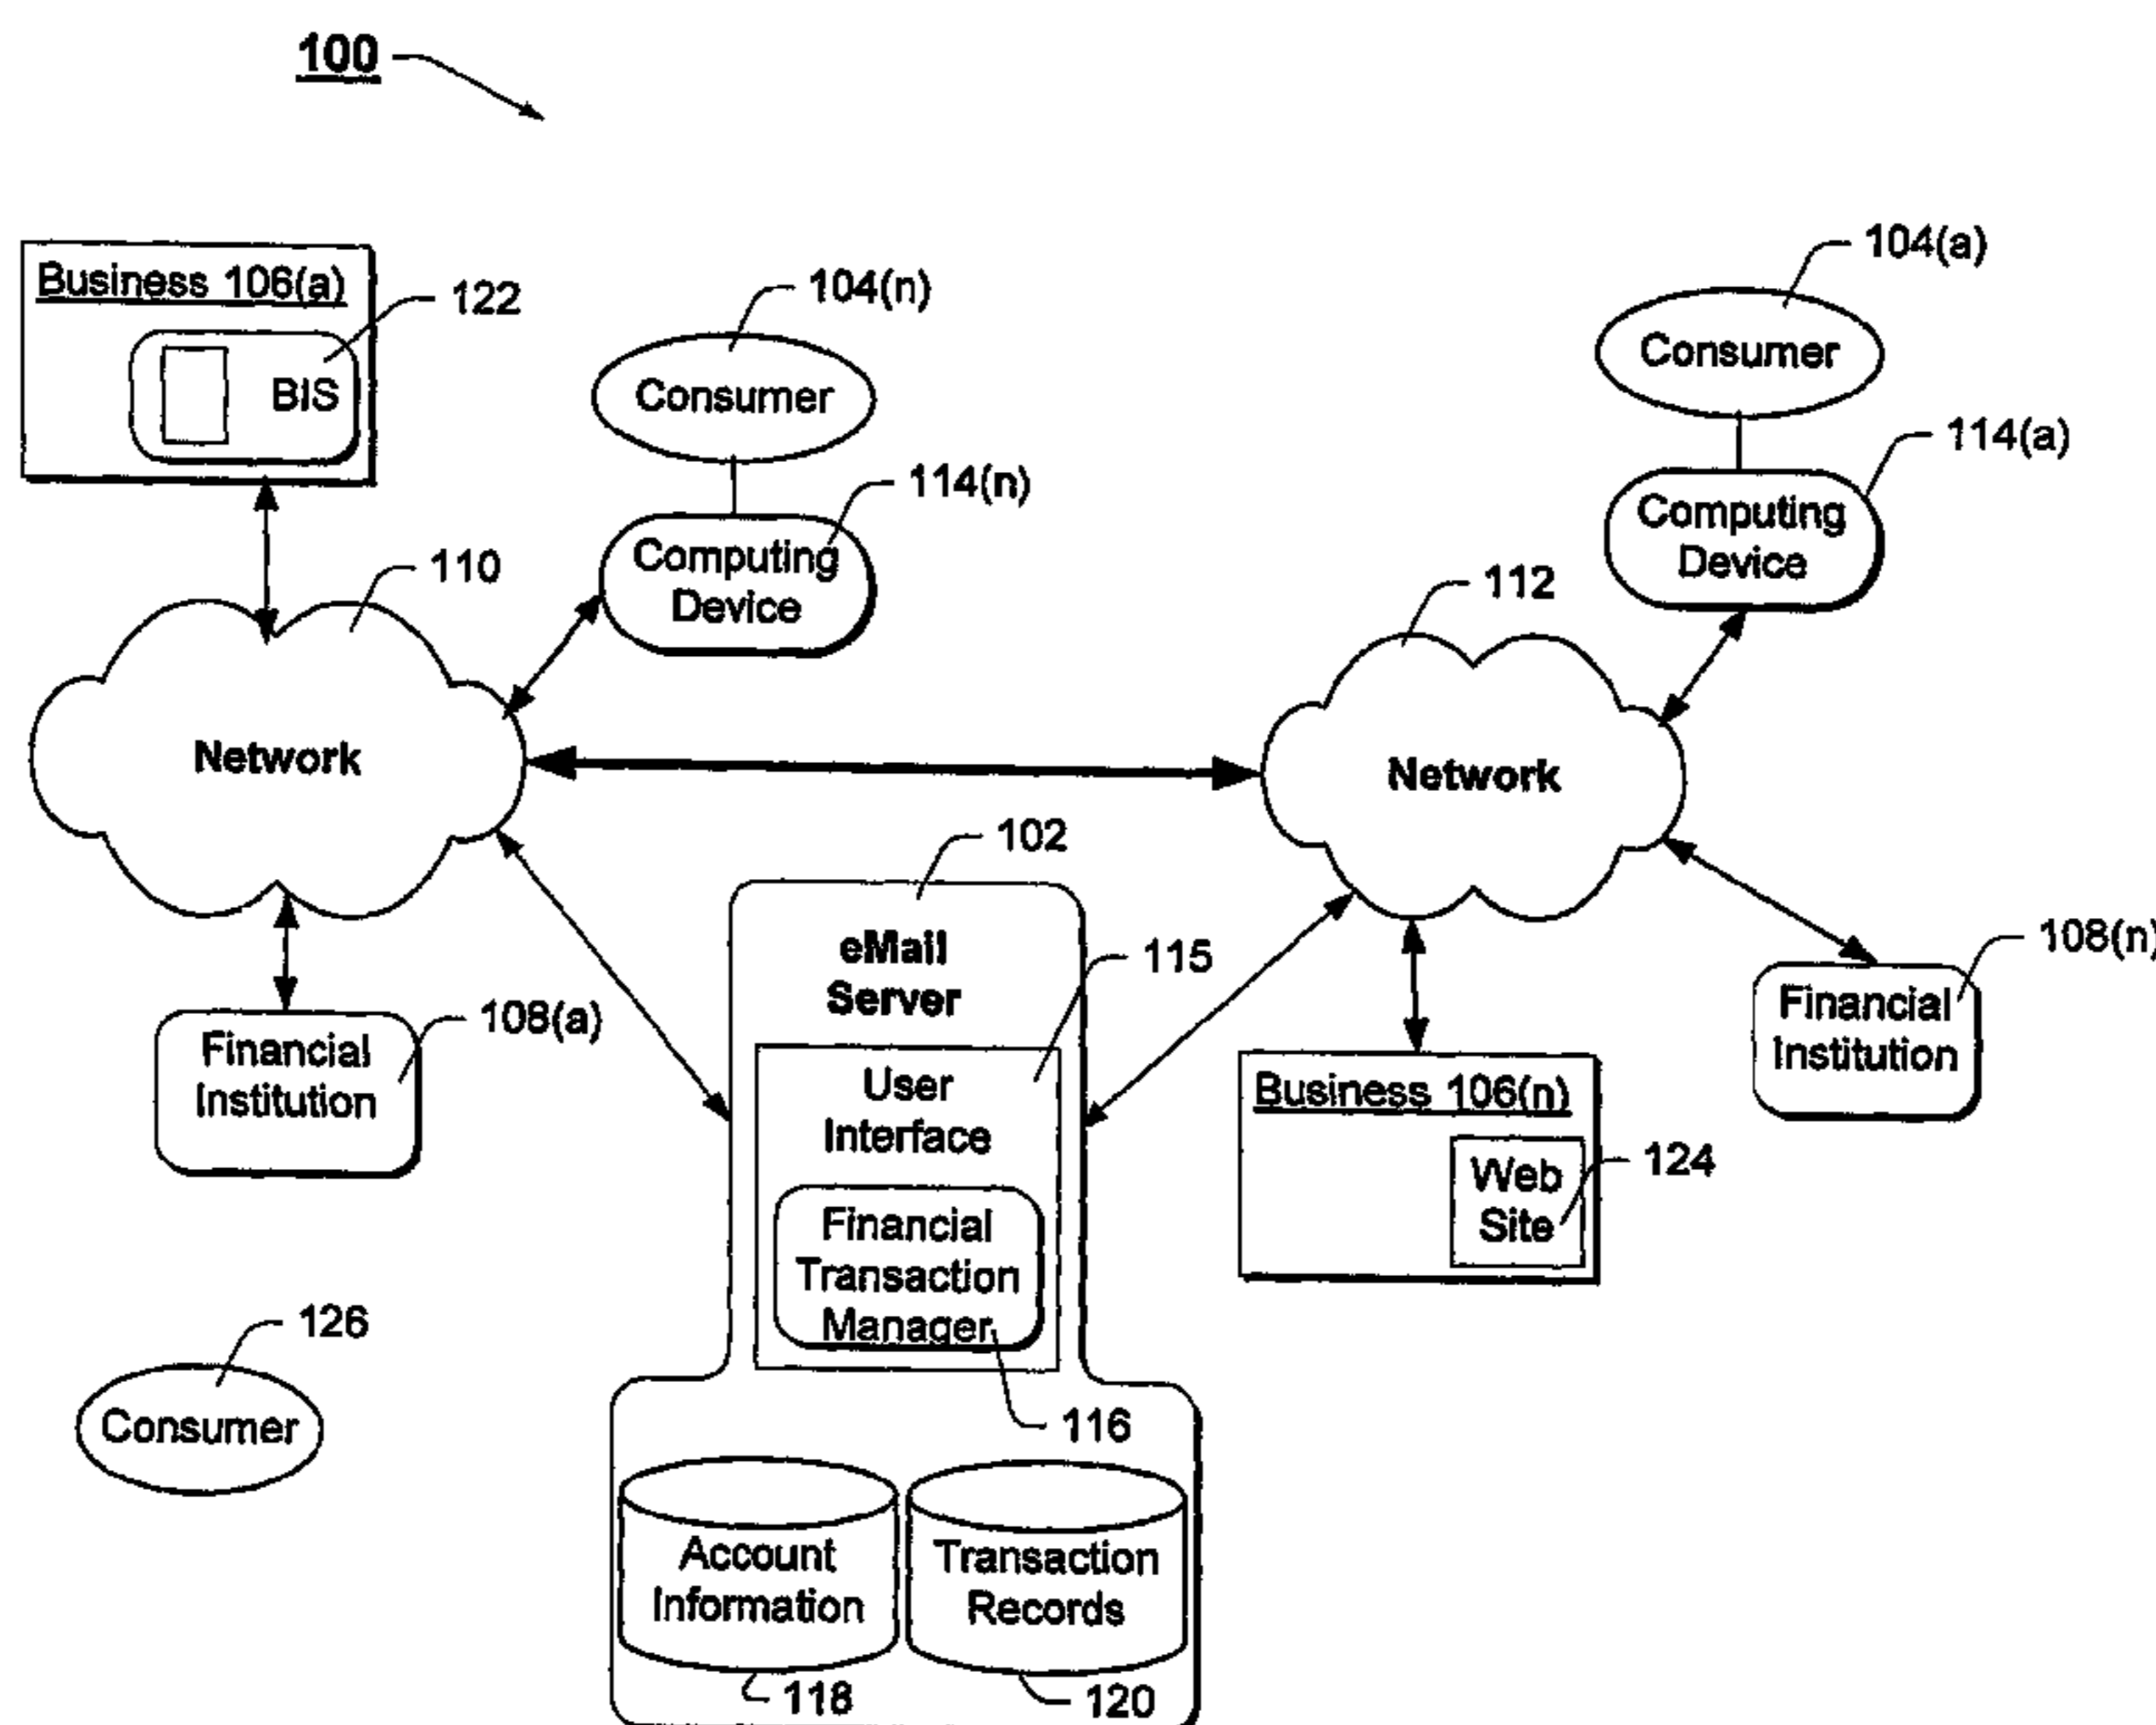 100
Business 106(a)
122
BIS
104(n)
Consumer
114(n)
Computing
Device
104(a)
Consumer
114(a)
Computing
Device
110
Network
112
Network
102
eMail
Server
115
User
Interface
Financial
Transaction
Manager
116
108(a)
Financial
Institution
108(n)
Financial
Institution
Business 106(n)
Web
Site
124
126
Consumer
Account
Information
118
Transaction
Records
120